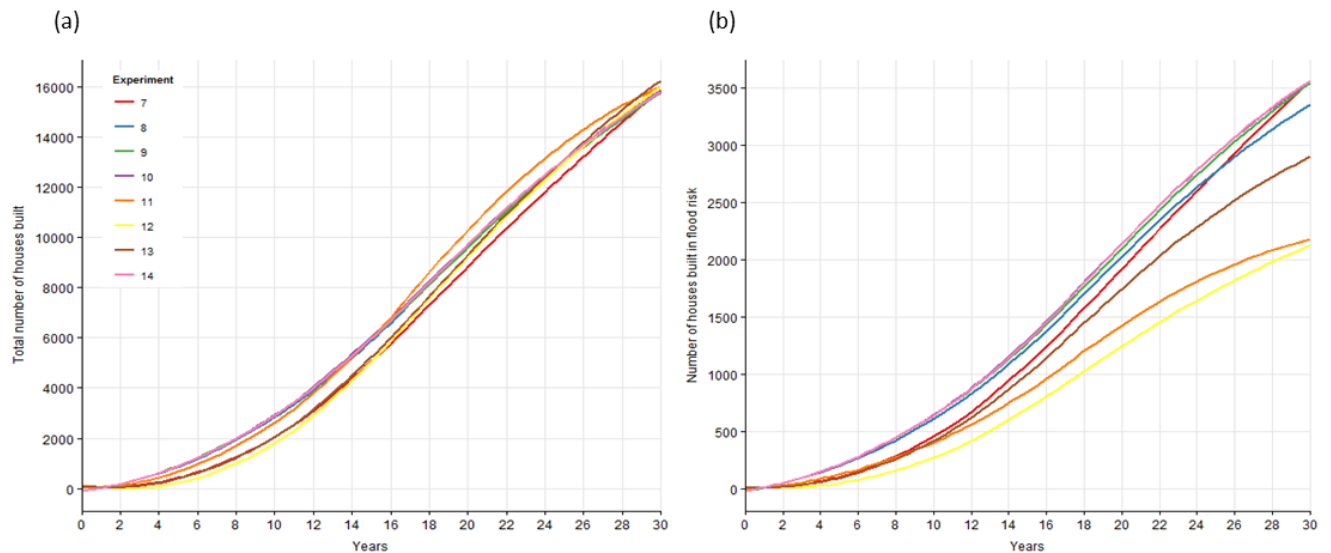 (a)
Total number of houses built
16000
14000
12000
10000
8000
6000
4000
2000
0
Experiment
7
8
9
10
11
12
13
14
0 2 4 6 8 10 12 14 16 18 20 22 24 26 28 30
Years
(b)
Number of houses built in flood risk
3500
3000
2500
2000
1500
1000
500
0
0 2 4 6 8 10 12 14 16 18 20 22 24 26 28 30
Years